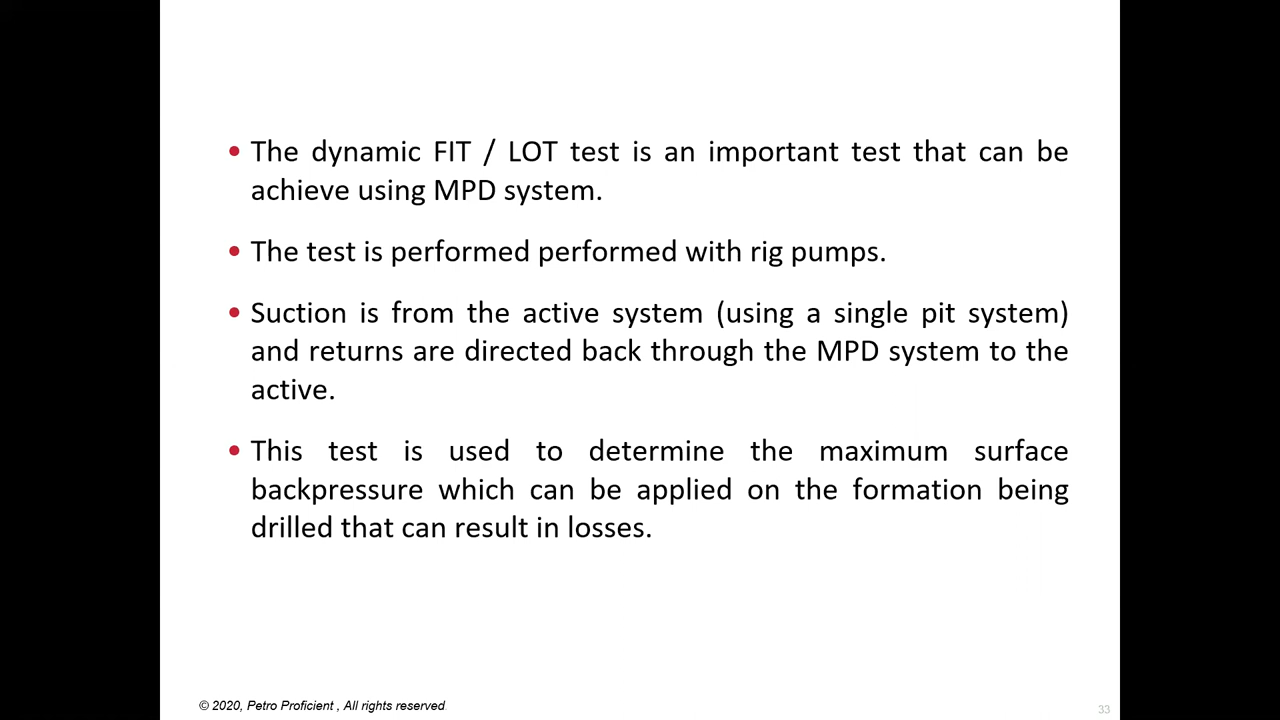 • The dynamic FIT / LOT test is an important test that can be
achieve using MPD system.
• The test is performed performed with rig pumps.
• Suction is from the active system (using a single pit system)
and returns are directed back through the MPD system to the
active.
• This test is used to determine the maximum surface
backpressure which can be applied on the formation being
drilled that can result in losses.
© 2020, Petro Proficient , All rights reserved
33